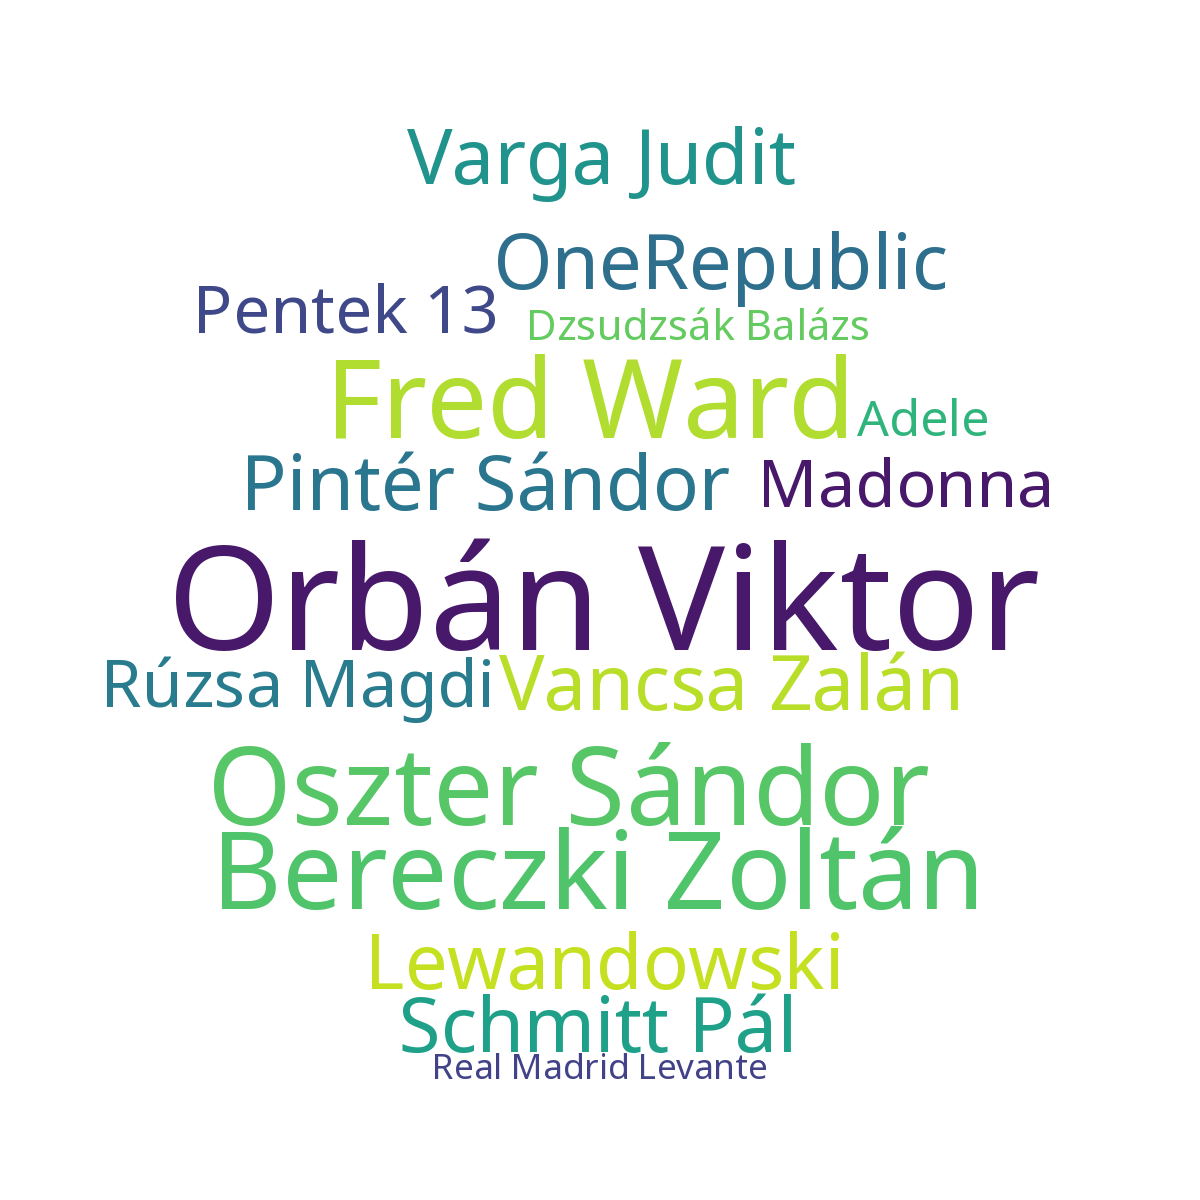 Varga Judit
OneRepublic
Pentek 13
Dzsudzsák Balázs
Fred Ward
Adele
Pintér Sándor
Madonna
Orbán Viktor
Rúzsa Magdi
Vancsa Zalán
Oszter Sándor
Bereczki Zoltán
Lewandowski
Schmitt Pál
Real Madrid Levante